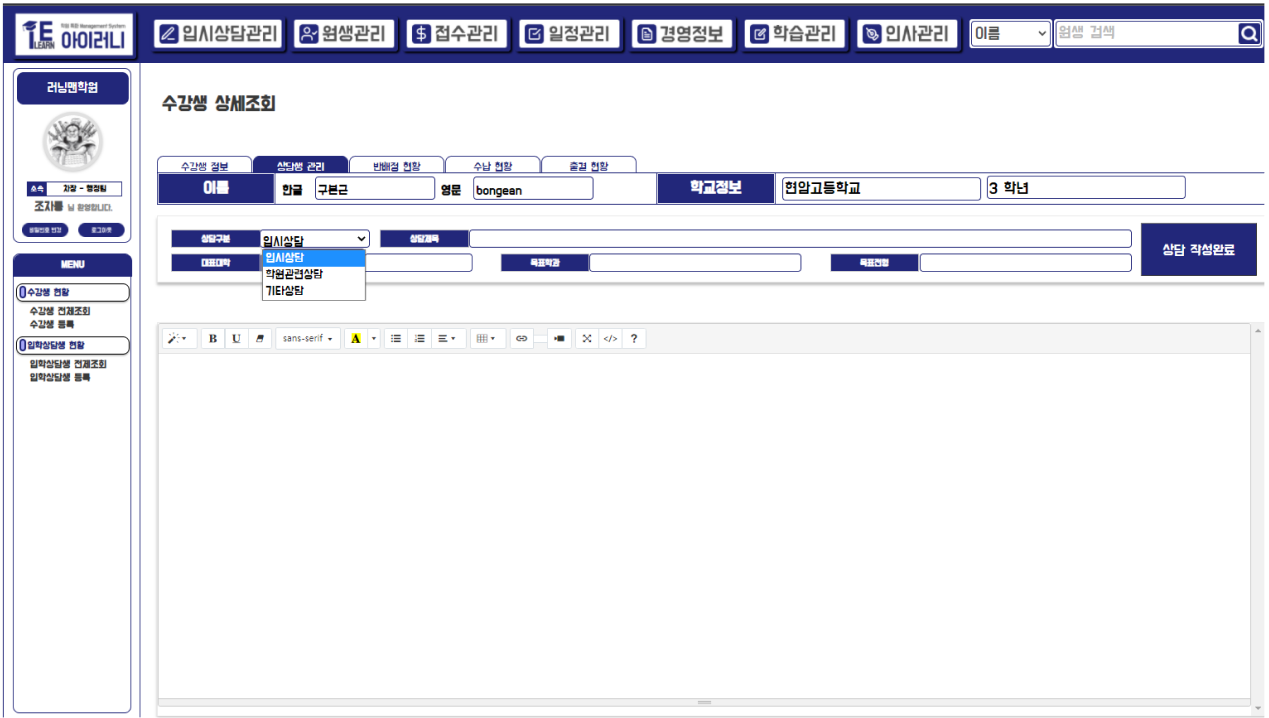 학원 특화 Management System
E LEARN 아이러니
입시상담관리 원생관리 접수관리 일정관리 경영정보 학습관리 인사관리 이름 원생 검색
러닝맨학원
소속 차장 - 행정팀
조자룡 님 환영합니다.
비밀번호 변경 로그아웃
MENU
수강생 현황
수강생 전체조회
수강생 등록
입학상담생 현황
입학상담생 전체조회
입학상담생 등록
수강생 상세조회
수강생 정보 상담생 관리 반배정 현황 수납 현황 출결 현황
이름 한글 구본근 영문 bongean 학교정보 현암고등학교 3 학년
상담구분 입시상담 상담제목
입시상담
학원관련상담
기타상담
목표학과 목표전형
상담 작성완료
B U sans-serif A </> ?